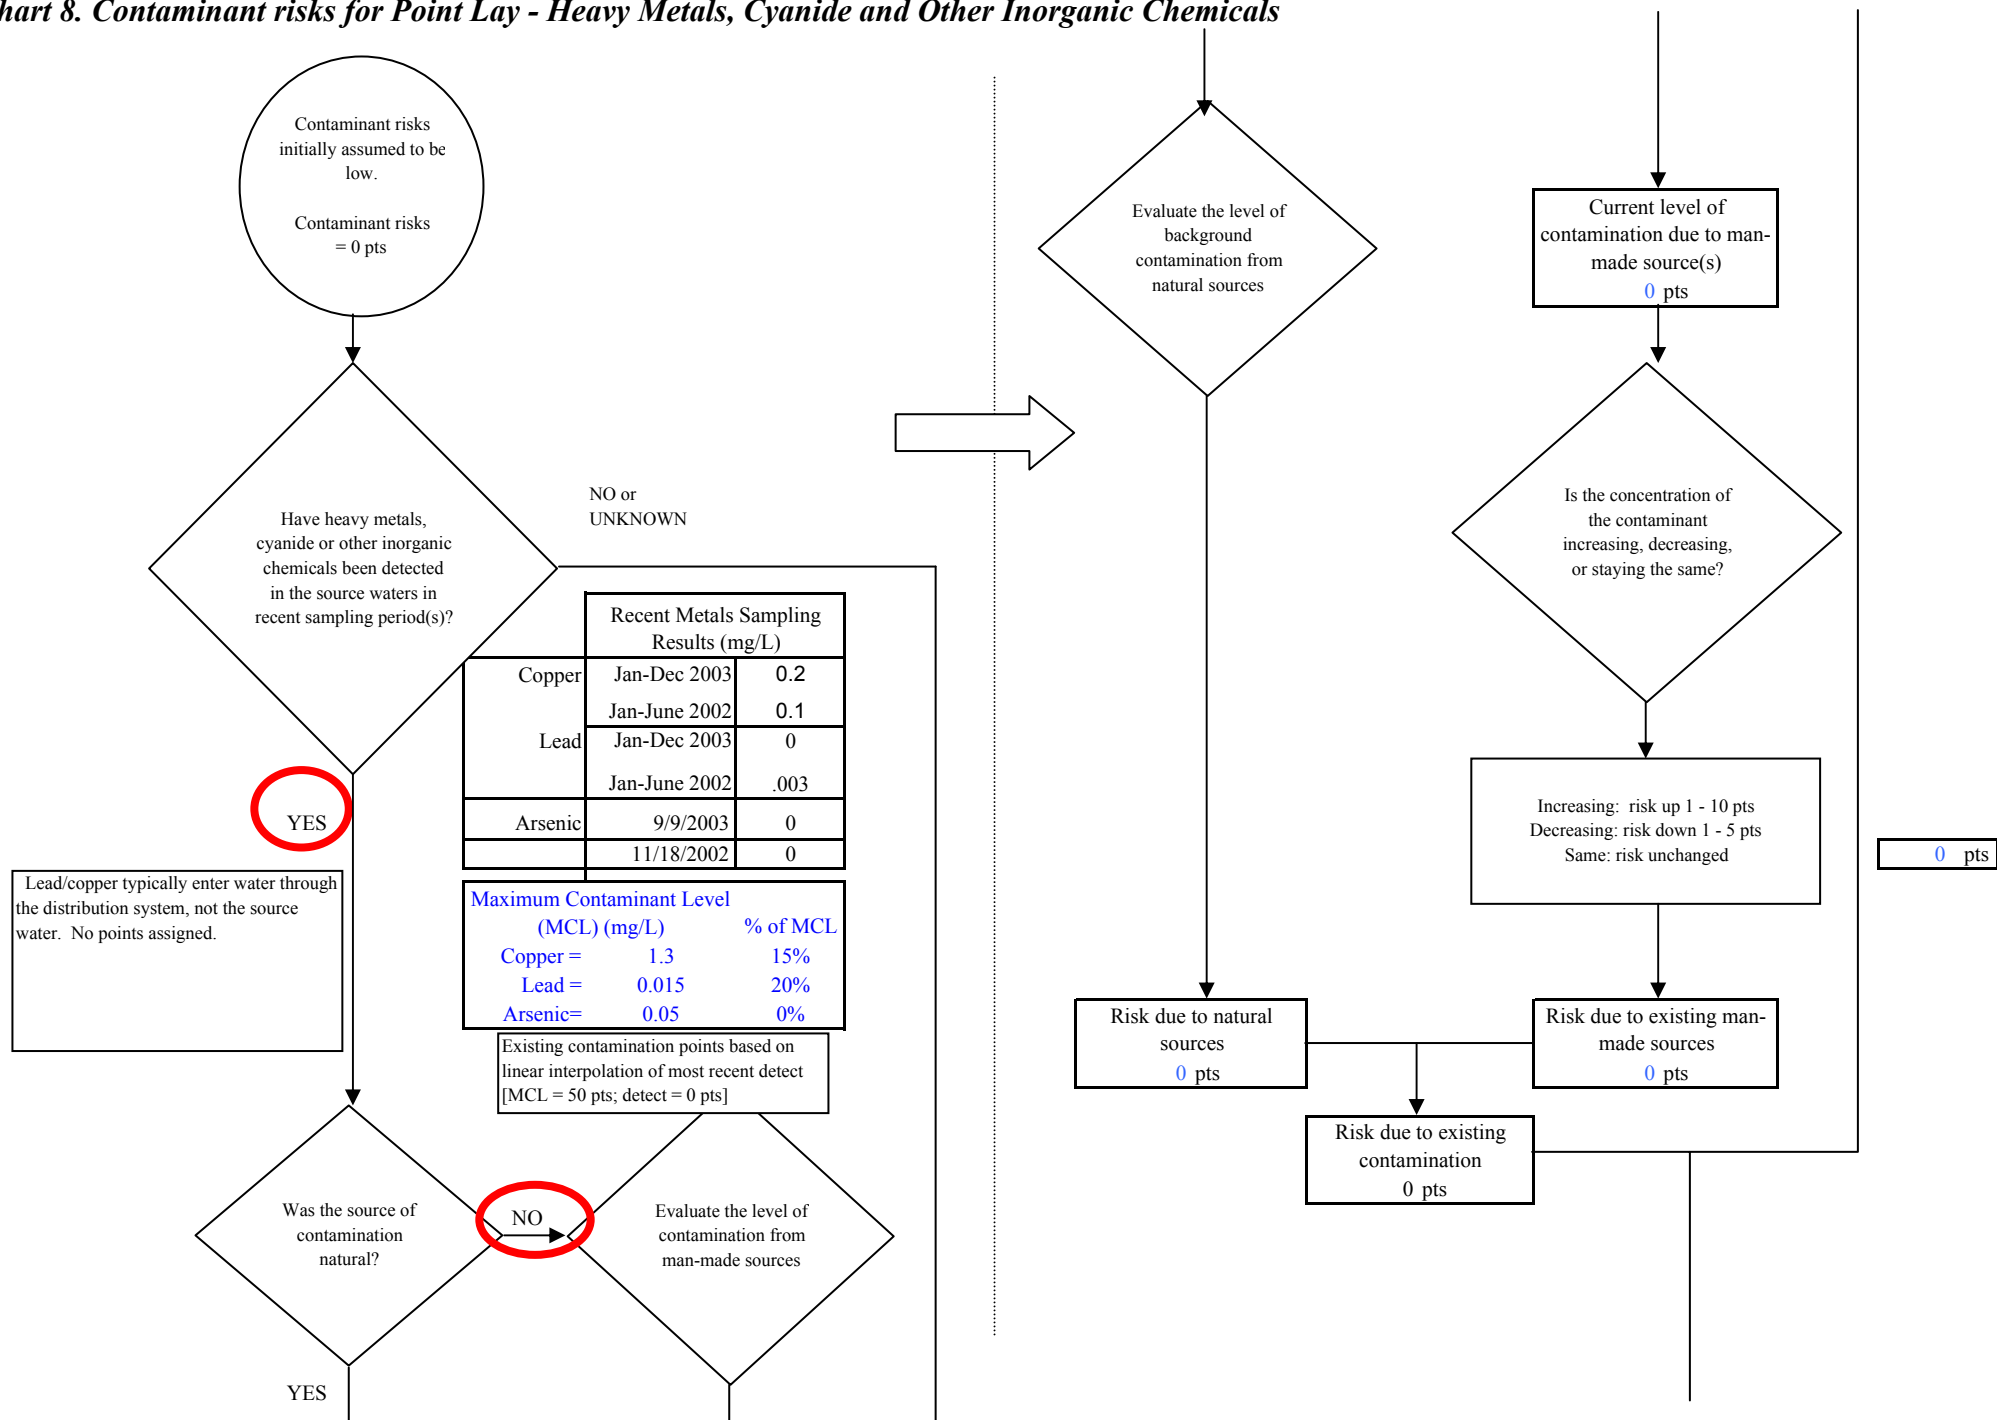 hart 8. Contaminant risks for Point Lay - Heavy Metals, Cyanide and Other Inorganic Chemicals
Contaminant risks
initially assumed to be
low.
Contaminant risks
= 0 pts
Have heavy metals,
cyanide or other inorganic
chemicals been detected
in the source waters in
recent sampling period(s)?
NO or
UNKNOWN
Recent Metals Sampling
Results (mg/L)
Copper Jan-Dec 2003 0.2
Jan-June 2002 0.1
Lead Jan-Dec 2003 0
Jan-June 2002 .003
Arsenic 9/9/2003 0
11/18/2002 0
YES
Lead/copper typically enter water through
the distribution system, not the source
water.  No points assigned.
Maximum Contaminant Level
(MCL) (mg/L) % of MCL
Copper = 1.3 15%
Lead = 0.015 20%
Arsenic= 0.05 0%
Existing contamination points based on
linear interpolation of most recent detect
[MCL = 50 pts; detect = 0 pts]
Was the source of
contamination
natural?
NO
Evaluate the level of
contamination from
man-made sources
YES
Evaluate the level of
background
contamination from
natural sources
Current level of
contamination due to man-
made source(s)
0 pts
Is the concentration of
the contaminant
increasing, decreasing,
or staying the same?
Increasing:  risk up 1 - 10 pts
Decreasing: risk down 1 - 5 pts
Same: risk unchanged
0 pts
Risk due to natural
sources
0 pts
Risk due to existing man-
made sources
0 pts
Risk due to existing
contamination
0 pts